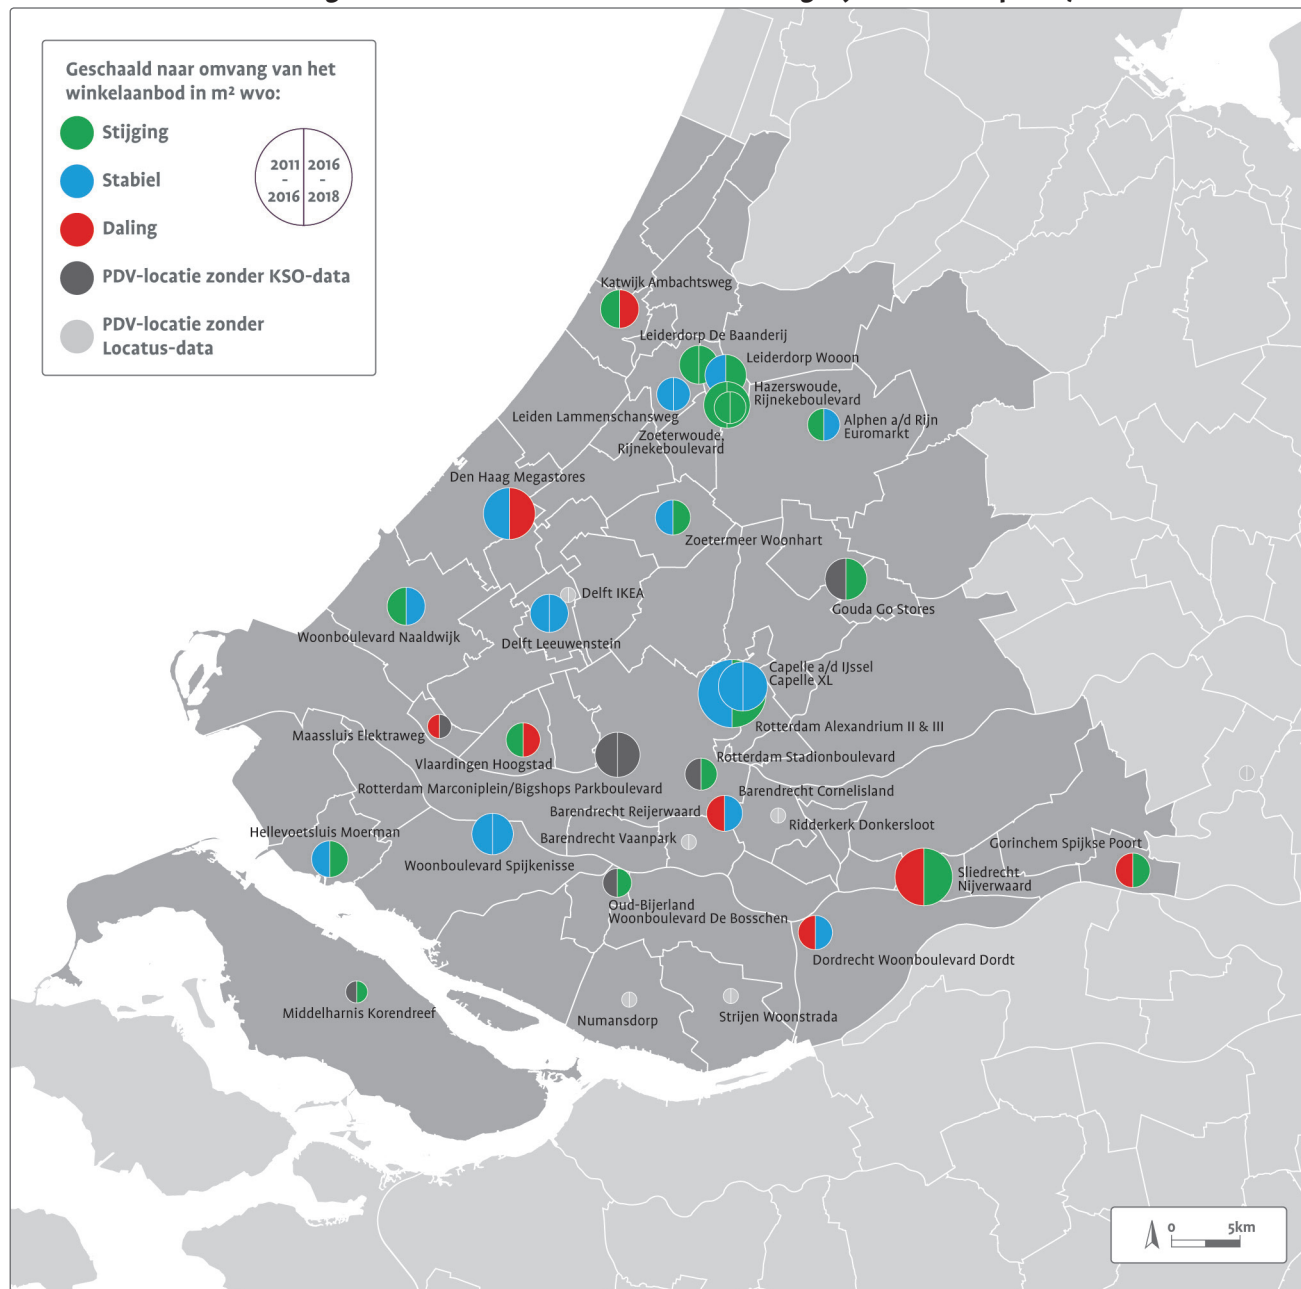 Geschaald naar omvang van het
winkelaanbod in m² wvo:
Stijging
Stabiel
Daling
PDV-locatie zonder KSO-data
PDV-locatie zonder
Locatus-data
2011 2016
- -
2016 2018
Katwijk Ambachtsweg
Leiderdorp De Baanderij
Leiderdorp Wooon
Hazerswoude,
Rijnekeboulevard
Leiden Lammenschansweg
Alphen a/d Rijn
Euromarkt
Zoeterwoude,
Rijnekeboulevard
Den Haag Megastores
Zoetermeer Woonhart
Delft IKEA
Gouda Go Stores
Woonboulevard Naaldwijk
Delft Leeuwenstein
Capelle a/d IJssel
Capelle XL
Rotterdam Alexandrium II & III
Maassluis Elektraweg
Vlaardingen Hoogstad
Rotterdam Stadionboulevard
Rotterdam Marconiplein/Bigshops Parkboulevard
Barendrecht Cornelisland
Barendrecht Reijerwaard
Ridderkerk Donkersloot
Hellevoetsluis Moerman
Barendrecht Vaanpark
Gorinchem Spijkse Poort
Woonboulevard Spijkenisse
Sliedrecht
Nijverwaard
Oud-Bijerland
Woonboulevard De Bosschen
Dordrecht Woonboulevard Dordt
Middelharnis Korendreef
Numansdorp
Strijen Woonstrada
0 5km